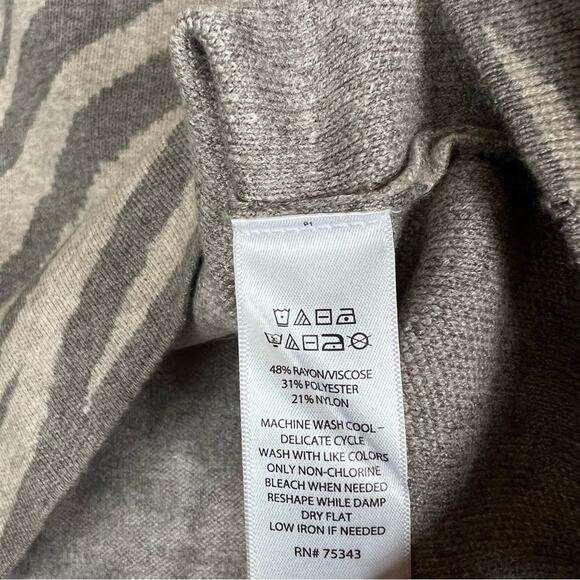 48% RAYON/VISCOSE
31% POLYESTER
21% NYLON
MACHINE WASH COOL–
DELICATE CYCLE
WASH WITH LIKE COLORS
ONLY NON-CHLORINE
BLEACH WHEN NEEDED
RESHAPE WHILE DAMP
DRY FLAT
LOW IRON IF NEEDED
RN# 75343